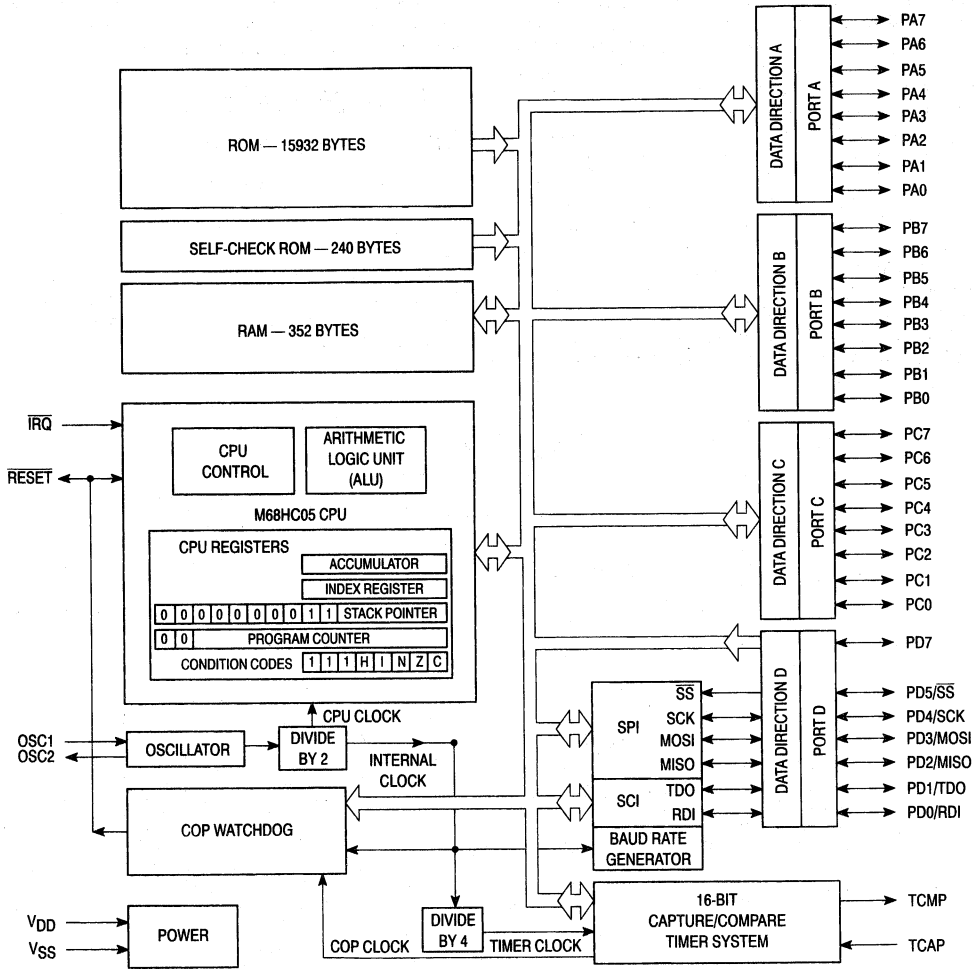 ROM — 15932 BYTES
SELF-CHECK ROM — 240 BYTES
RAM — 352 BYTES
IRQ
RESET
CPU
CONTROL
ARITHMETIC
LOGIC UNIT
(ALU)
M68HC05 CPU
CPU REGISTERS
ACCUMULATOR
INDEX REGISTER
0 0 0 0 0 0 0 0 1 1 STACK POINTER
0 0 PROGRAM COUNTER
CONDITION CODES 1 1 1 H I N Z C
CPU CLOCK
OSC1
OSC2
OSCILLATOR
DIVIDE
BY 2
INTERNAL
CLOCK
COP WATCHDOG
VDD
VSS
POWER
DIVIDE
BY 4
COP CLOCK
TIMER CLOCK
DATA DIRECTION A
PORT A
PA7
PA6
PA5
PA4
PA3
PA2
PA1
PA0
DATA DIRECTION B
PORT B
PB7
PB6
PB5
PB4
PB3
PB2
PB1
PB0
DATA DIRECTION C
PORT C
PC7
PC6
PC5
PC4
PC3
PC2
PC1
PC0
SPI
SS
SCK
MOSI
MISO
SCI
TDO
RDI
BAUD RATE
GENERATOR
DATA DIRECTION D
PORT D
PD7
PD5/SS
PD4/SCK
PD3/MOSI
PD2/MISO
PD1/TDO
PD0/RDI
16-BIT
CAPTURE/COMPARE
TIMER SYSTEM
TCMP
TCAP